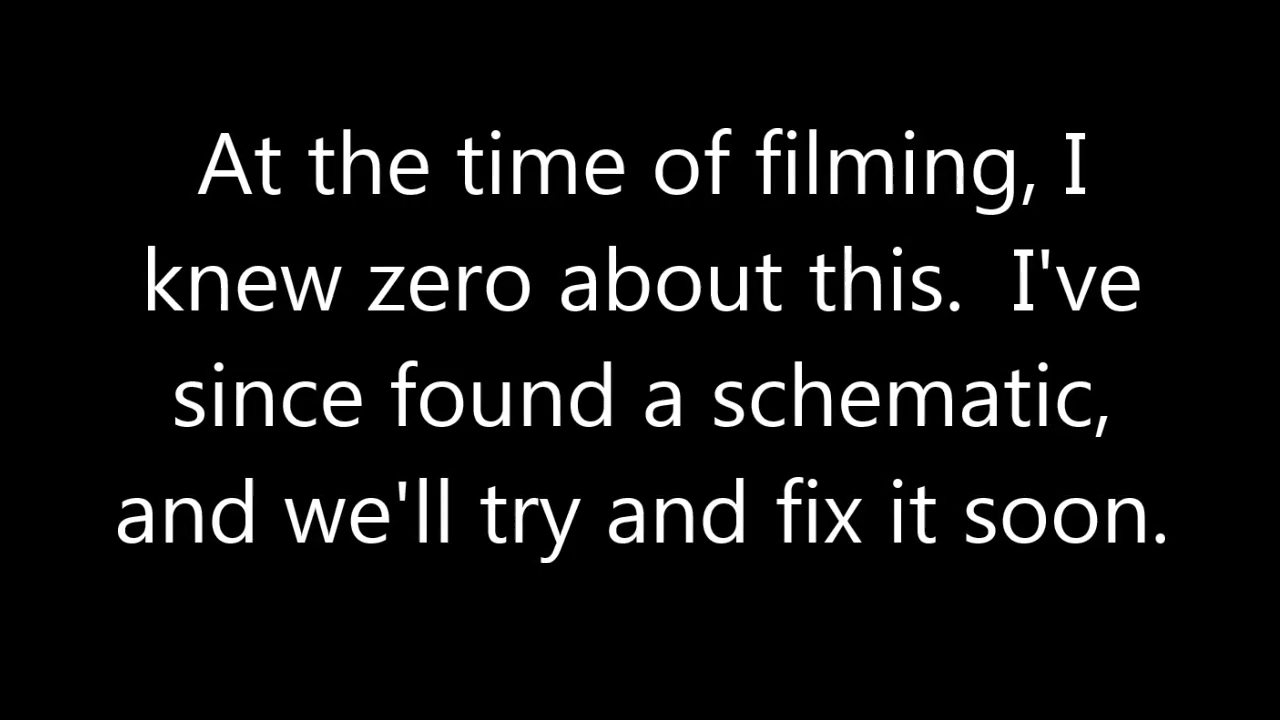 At the time of filming, I
knew zero about this.  I've
since found a schematic,
and we'll try and fix it soon.